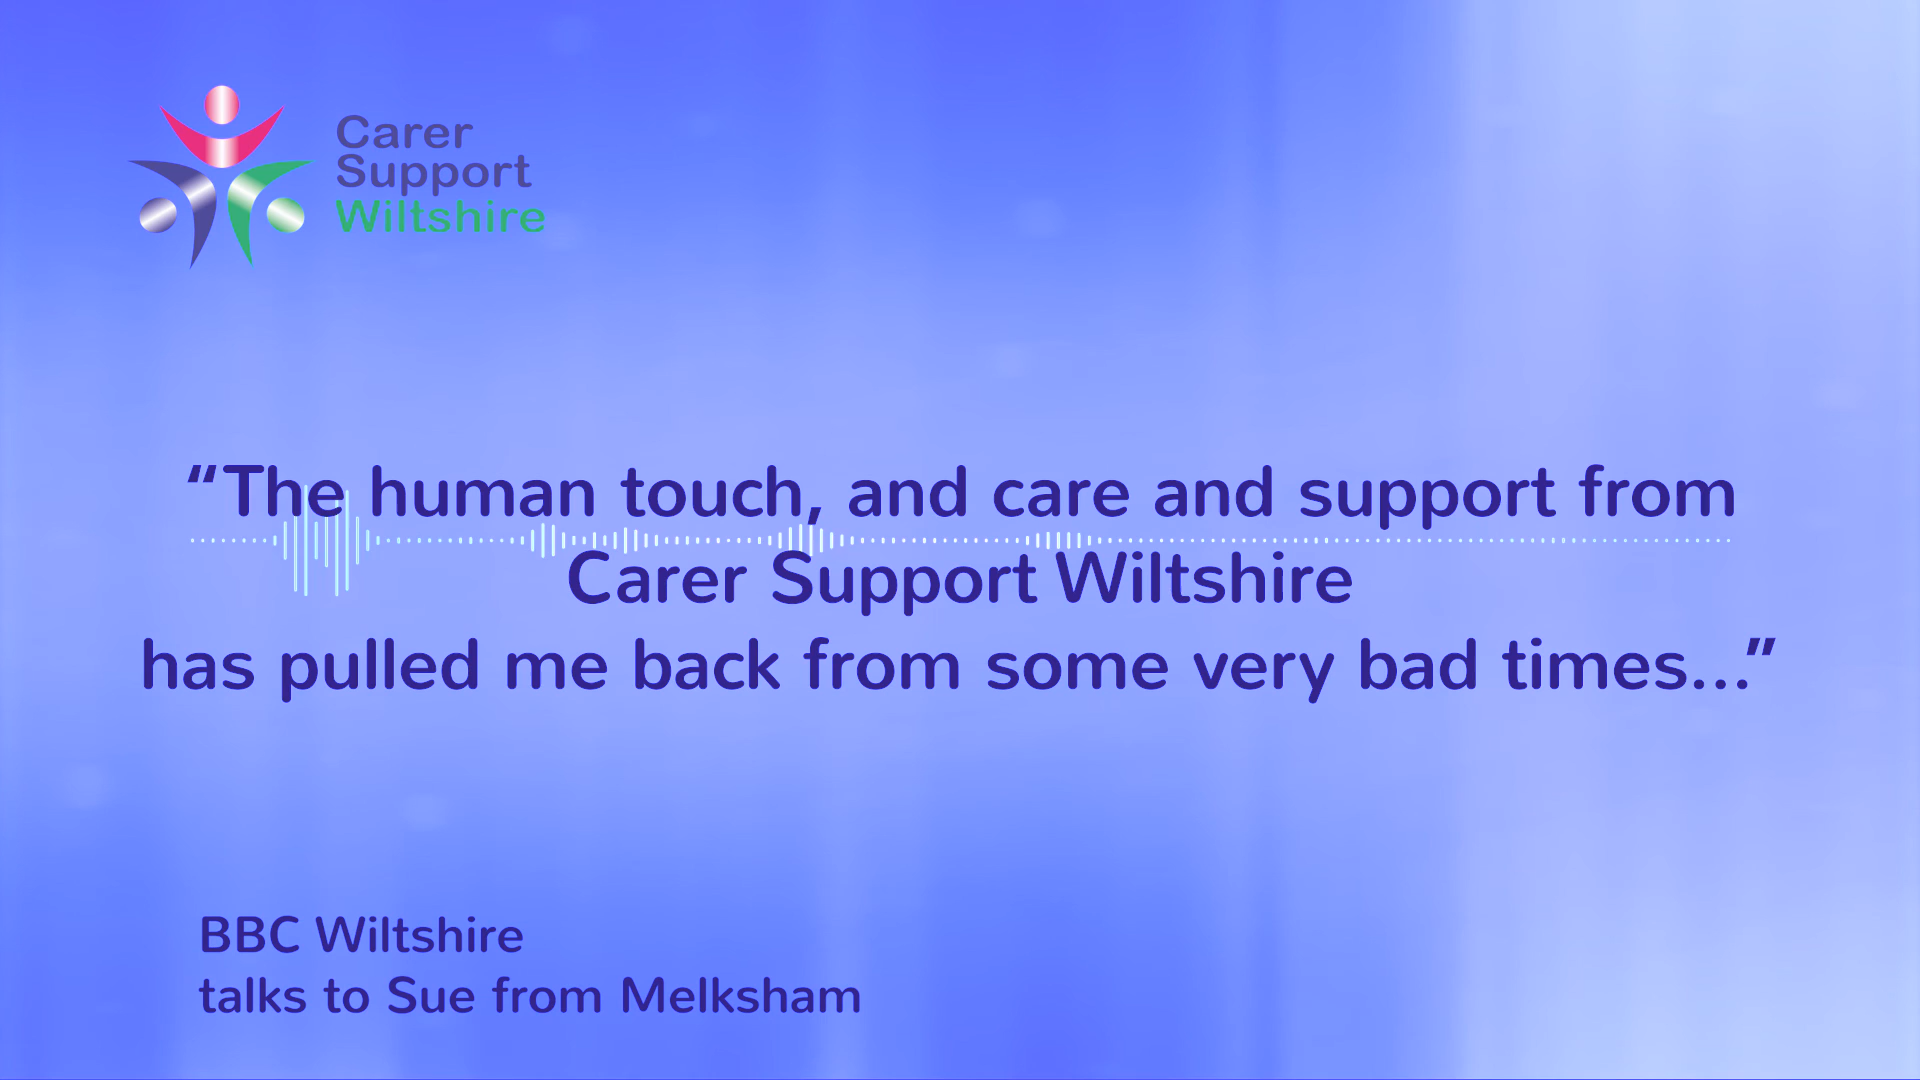 Carer
Support
Wiltshire
“The human touch, and care and support from
Carer Support Wiltshire
has pulled me back from some very bad times...”
BBC Wiltshire
talks to Sue from Melksham